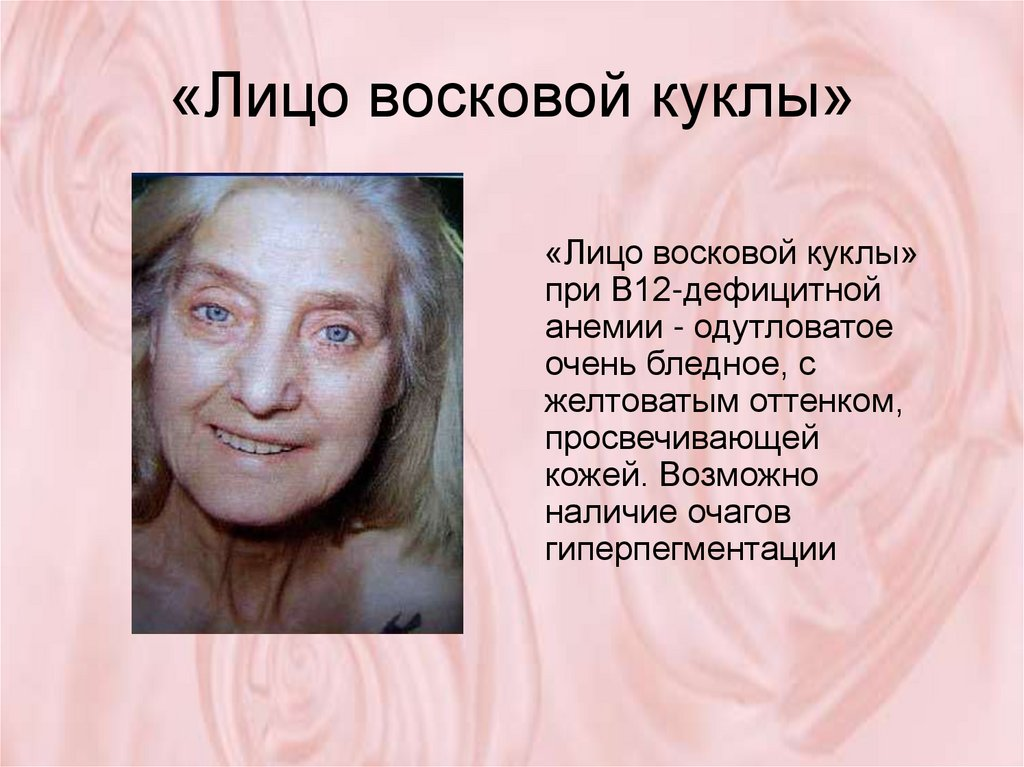 «Лицо восковой куклы»
«Лицо восковой куклы»
при В12-дефицитной
анемии - одутловатое
очень бледное, с
желтоватым оттенком,
просвечивающей
кожей. Возможно
наличие очагов
гиперпегментации